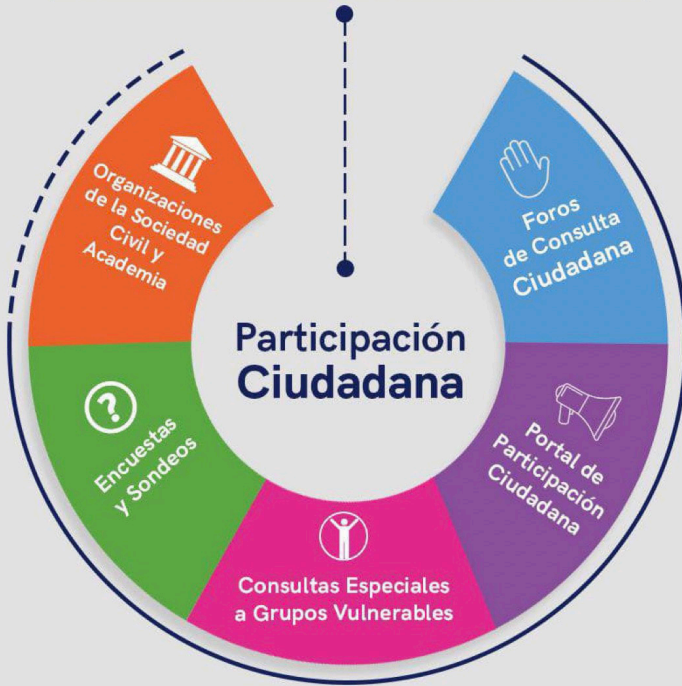 Participación
Ciudadana
Foros
de Consulta
Ciudadana
Portal de
Participación
Ciudadana
Consultas Especiales
a Grupos Vulnerables
Encuestas
y Sondeos
Organizaciones
de la Sociedad
Civil y
Academia